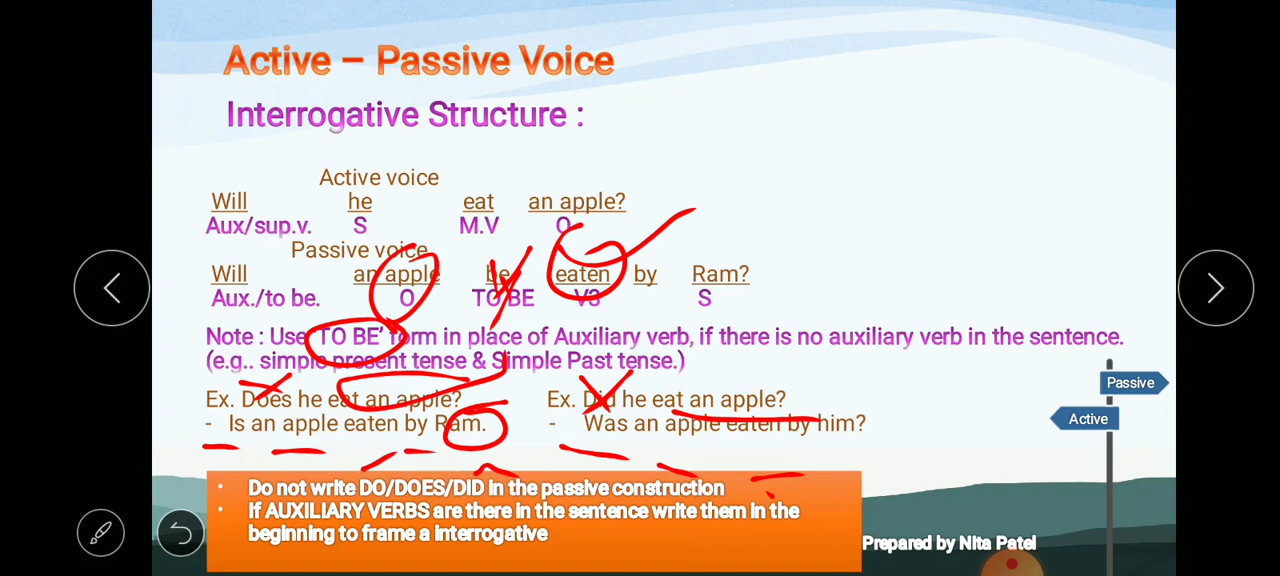 Active – Passive Voice
Interrogative Structure :
Active voice
Will he eat an apple?
Aux/sup.v. S M.V O
Passive voice
Will an apple be eaten by Ram?
Aux./to be. O TO BE V3 S
Note : Use 'TO BE' form in place of Auxiliary verb, if there is no auxiliary verb in the sentence.
(e.g.. simple present tense & Simple Past tense.)
Ex. Does he eat an apple? Ex. Did he eat an apple?
- Is an apple eaten by Ram. - Was an apple eaten by him?
Passive
Active
• Do not write DO/DOES/DID in the passive construction
• If AUXILIARY VERBS are there in the sentence write them in the
beginning to frame a interrogative
Prepared by Nita Patel